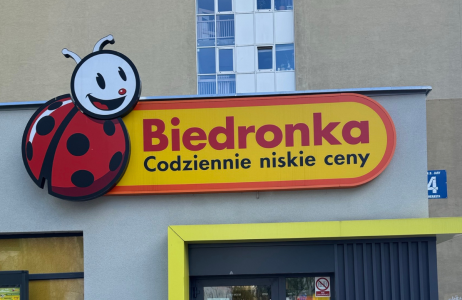 Biedronka
Codziennie niskie ceny
4